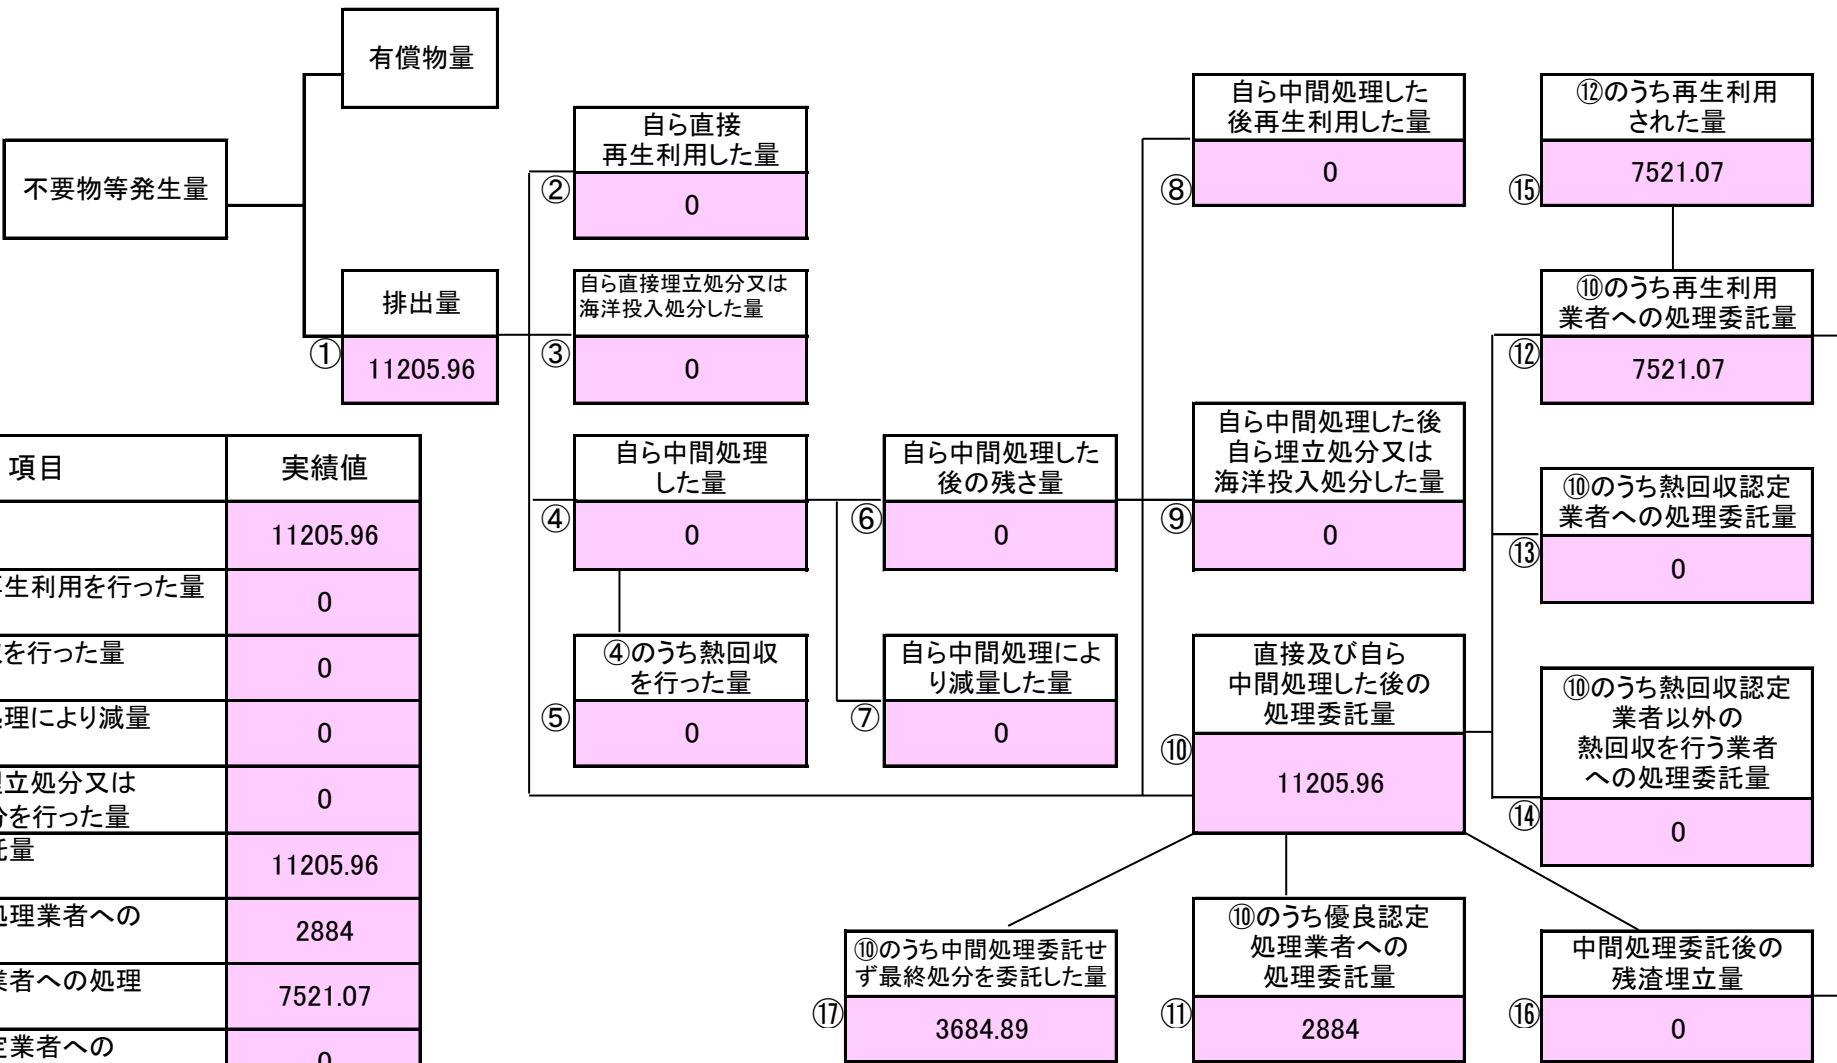 有償物量
不要物等発生量
排出量
①
11205.96
自ら直接
再生利用した量
②
0
自ら直接埋立処分又は
海洋投入処分した量
③
0
自ら中間処理
した量
④
0
④のうち熱回収
を行った量
⑤
0
自ら中間処理した
後の残さ量
⑥
0
自ら中間処理によ
り減量した量
⑦
0
自ら中間処理した
後再生利用した量
⑧
0
自ら中間処理した後
自ら埋立処分又は
海洋投入処分した量
⑨
0
直接及び自ら
中間処理した後の
処理委託量
⑩
11205.96
⑫のうち再生利用
された量
⑮
7521.07
⑩のうち再生利用
業者への処理委託量
⑫
7521.07
⑩のうち熱回収認定
業者への処理委託量
⑬
0
⑩のうち熱回収認定
業者以外の
熱回収を行う業者
への処理委託量
⑭
0
⑩のうち中間処理委託せ
ず最終処分を委託した量
⑰
3684.89
⑩のうち優良認定
処理業者への
処理委託量
⑪
2884
中間処理委託後の
残渣埋立量
⑯
0
項目 実績値
11205.96
生利用を行った量
0
を行った量
0
理により減量
0
立処分又は
を行った量
0
量
11205.96
処理業者への
2884
業者への処理
7521.07
業者への
0